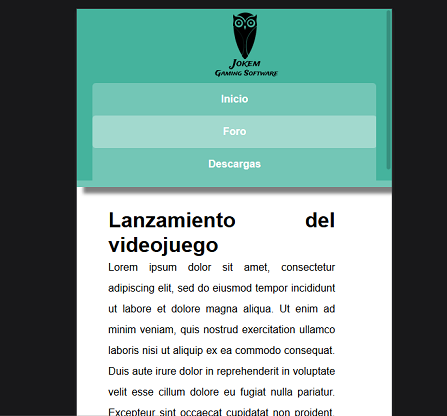 Jokem
Gaming Software
Inicio
Foro
Descargas
Lanzamiento del
videojuego
Lorem ipsum dolor sit amet, consectetur
adipiscing elit, sed do eiusmod tempor incididunt
ut labore et dolore magna aliqua. Ut enim ad
minim veniam, quis nostrud exercitation ullamco
laboris nisi ut aliquip ex ea commodo consequat.
Duis aute irure dolor in reprehenderit in voluptate
velit esse cillum dolore eu fugiat nulla pariatur.
Excepteur sint occaecat cupidatat non proident,